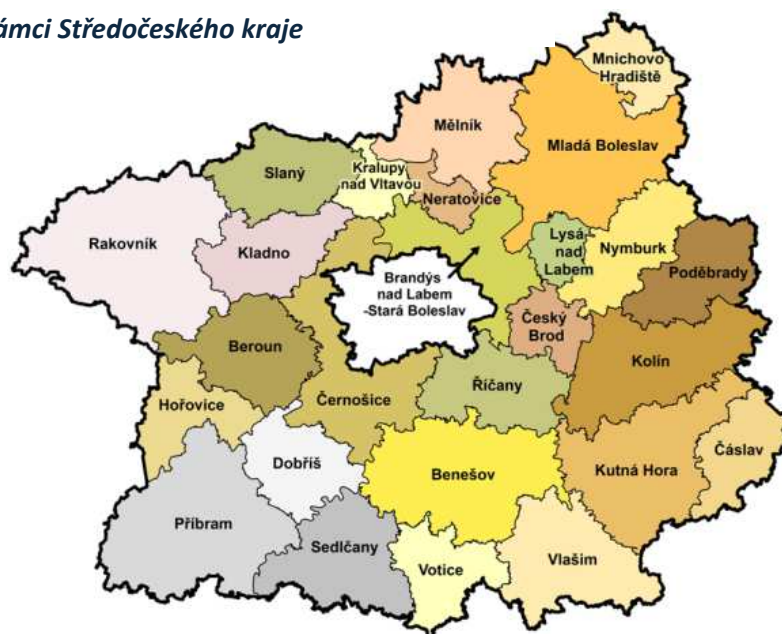 ámci Středočeského kraje
Mnichovo
Hradiště
Mělník
Mladá Boleslav
Slaný
Kralupy
nad Vltavou
Neratovice
Rakovník
Kladno
Lysá
nad
Labem
Nymburk
Poděbrady
Brandýs
nad Labem
-Stará Boleslav
Český
Brod
Beroun
Kolín
Říčany
Hořovice
Černošice
Čáslav
Dobříš
Benešov
Kutná Hora
Příbram
Sedlčany
Votice
Vlašim